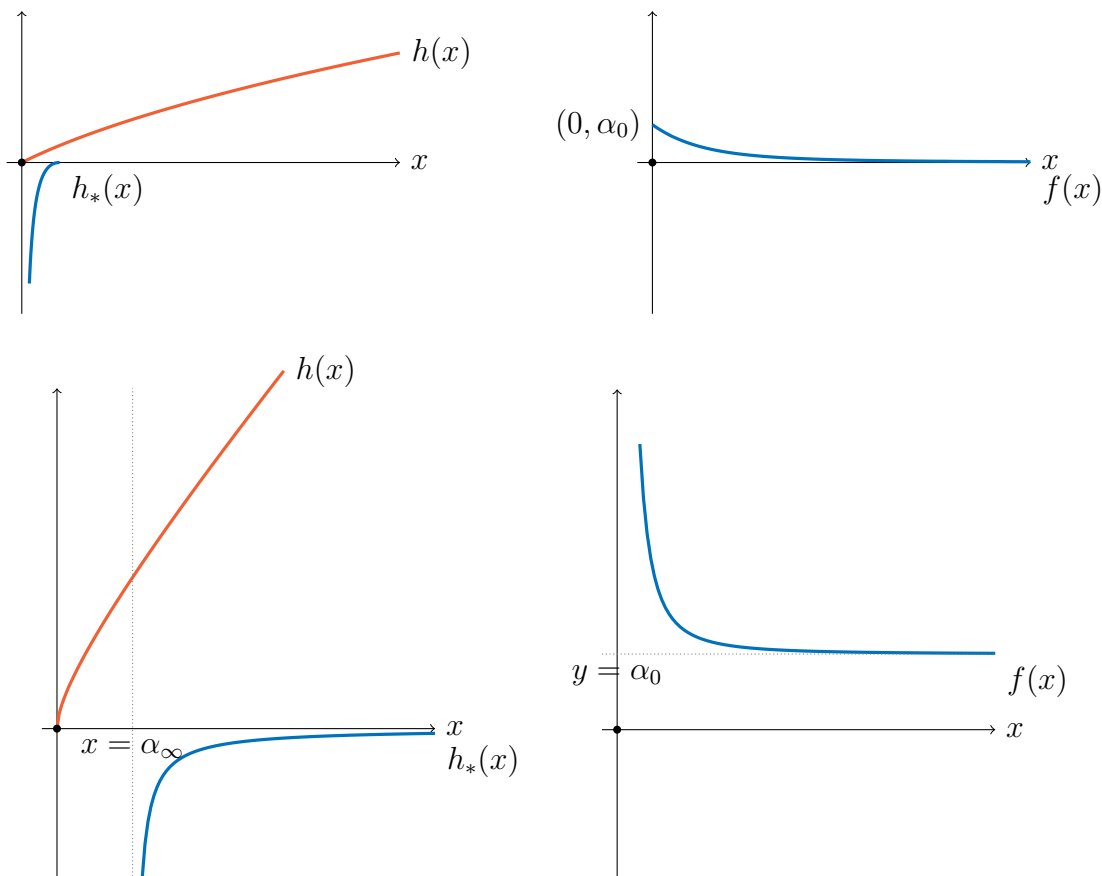 h(x)
x
h_*(x)
(0, α_0)
x
f(x)
h(x)
x
x = α_∞
h_*(x)
y = α_0
f(x)
x